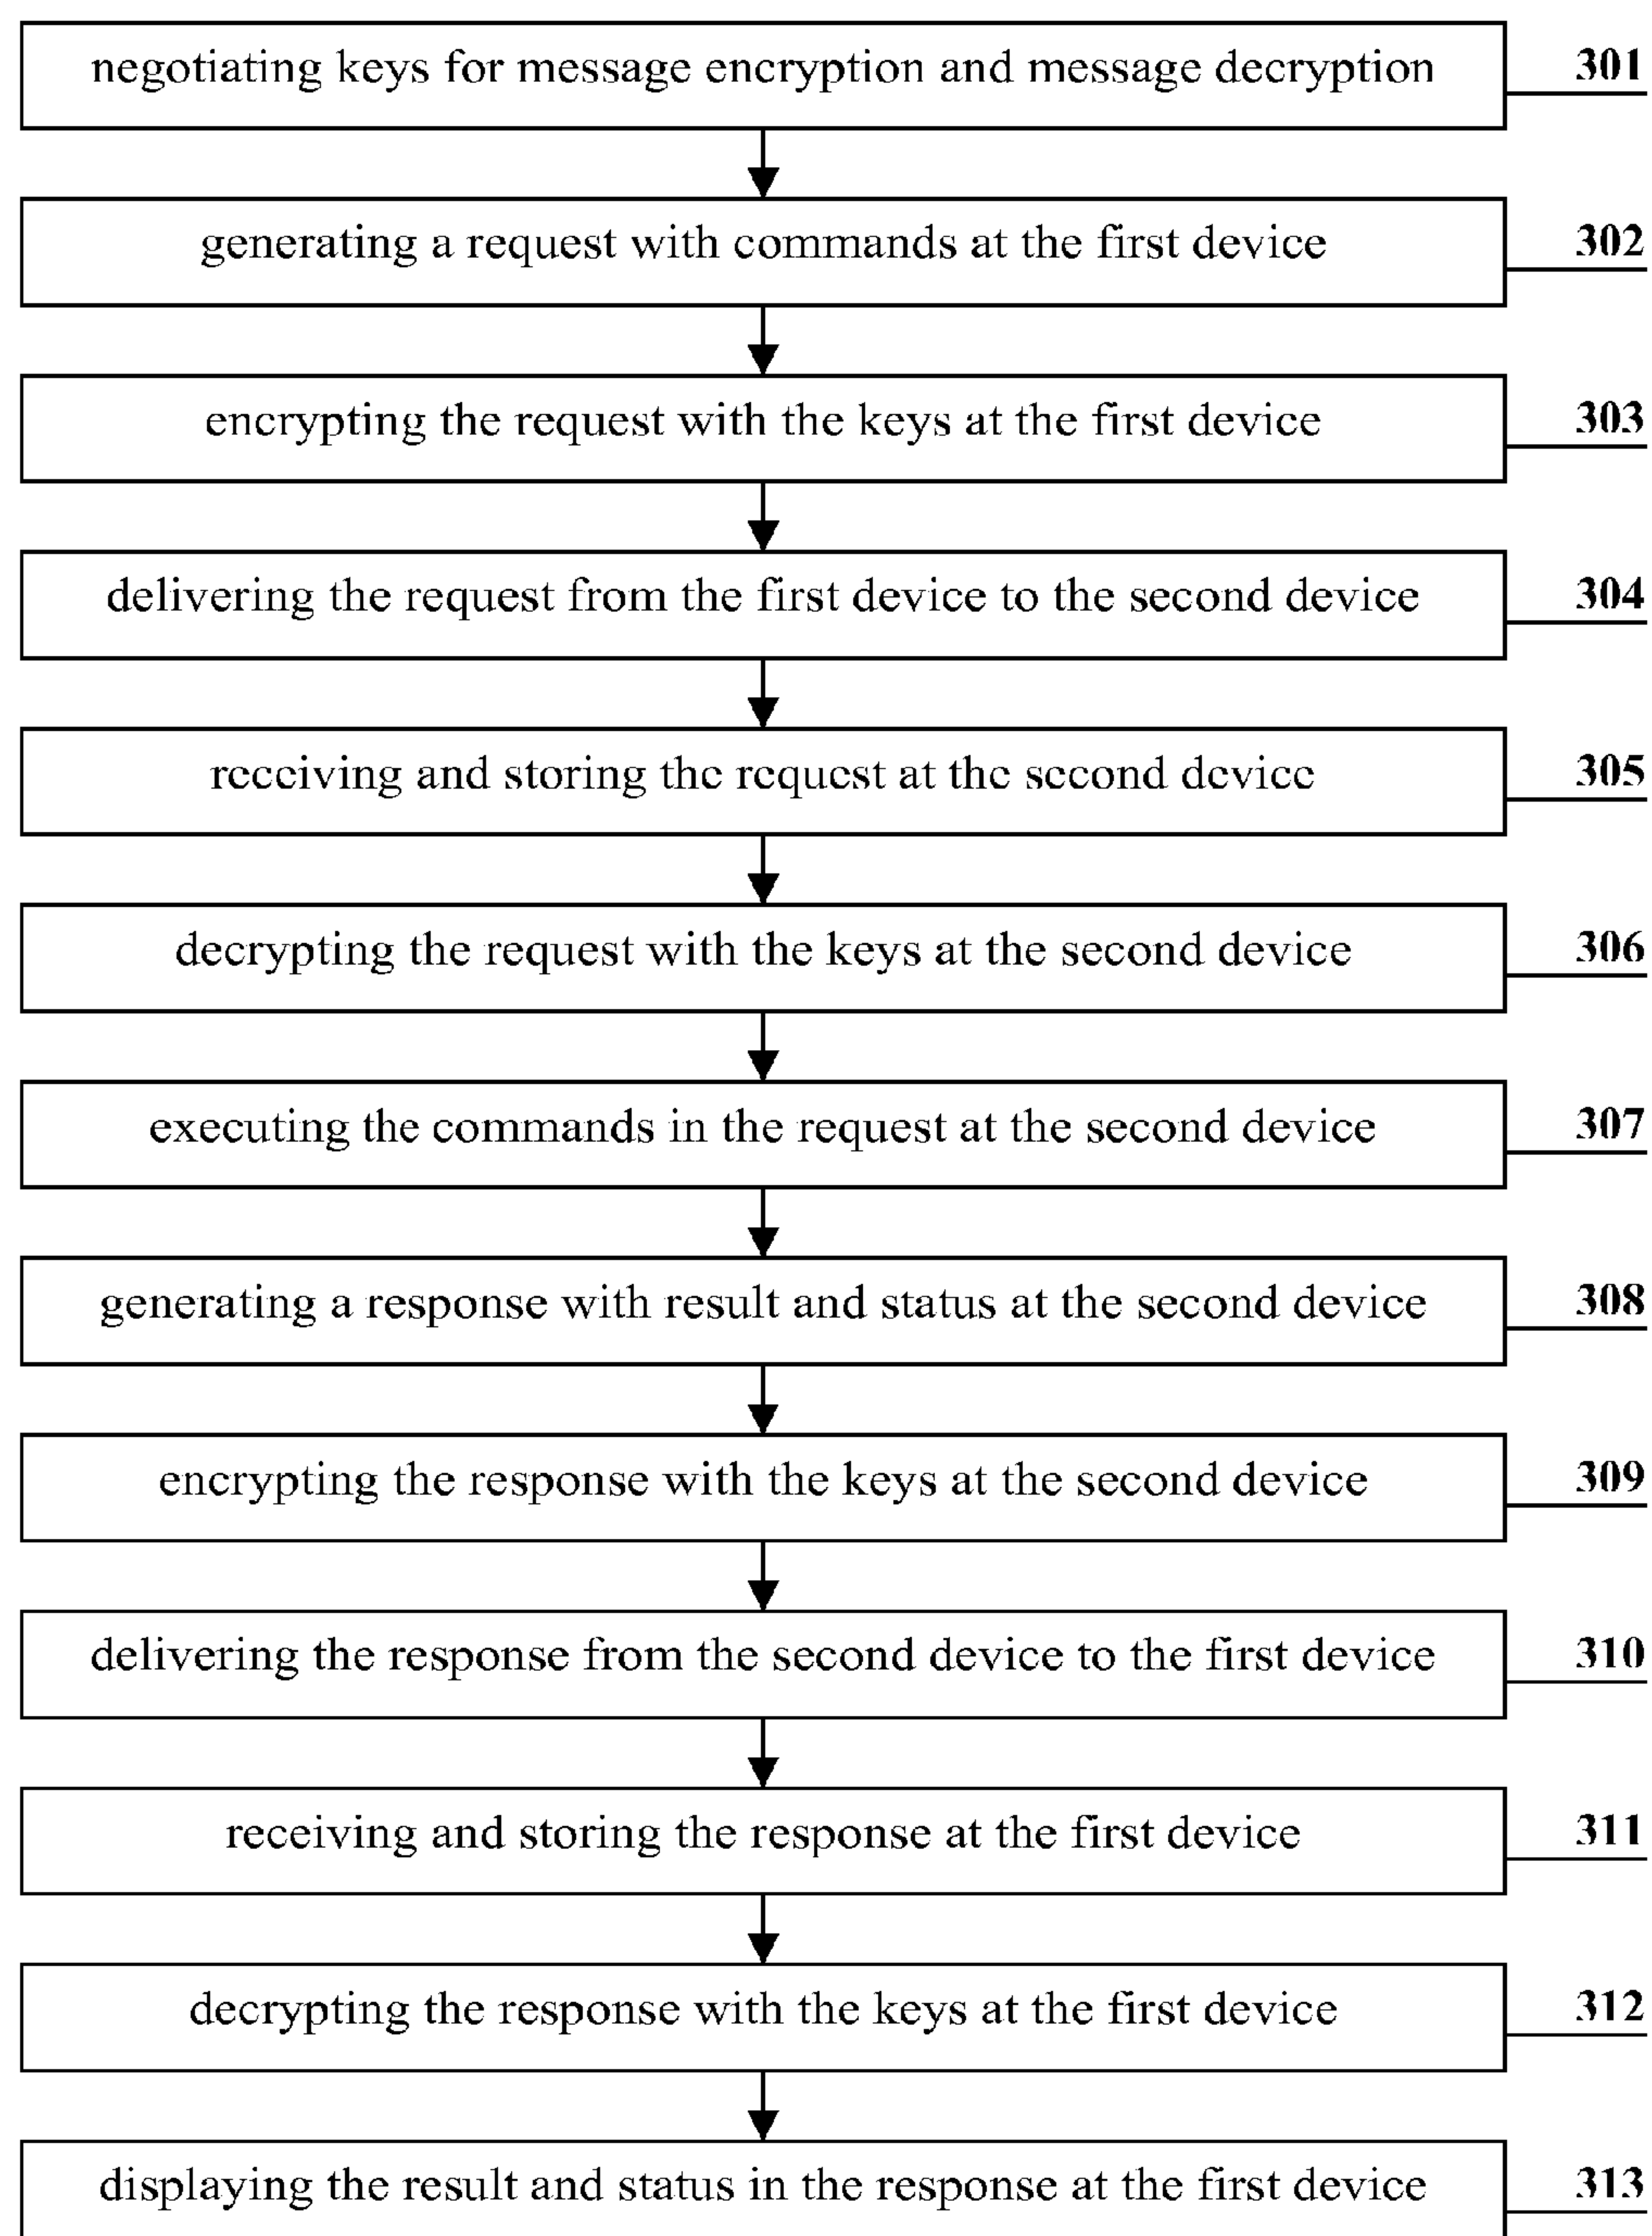 negotiating keys for message encryption and message decryption 301
generating a request with commands at the first device 302
encrypting the request with the keys at the first device 303
delivering the request from the first device to the second device 304
receiving and storing the request at the second device 305
decrypting the request with the keys at the second device 306
executing the commands in the request at the second device 307
generating a response with result and status at the second device 308
encrypting the response with the keys at the second device 309
delivering the response from the second device to the first device 310
receiving and storing the response at the first device 311
decrypting the response with the keys at the first device 312
displaying the result and status in the response at the first device 313